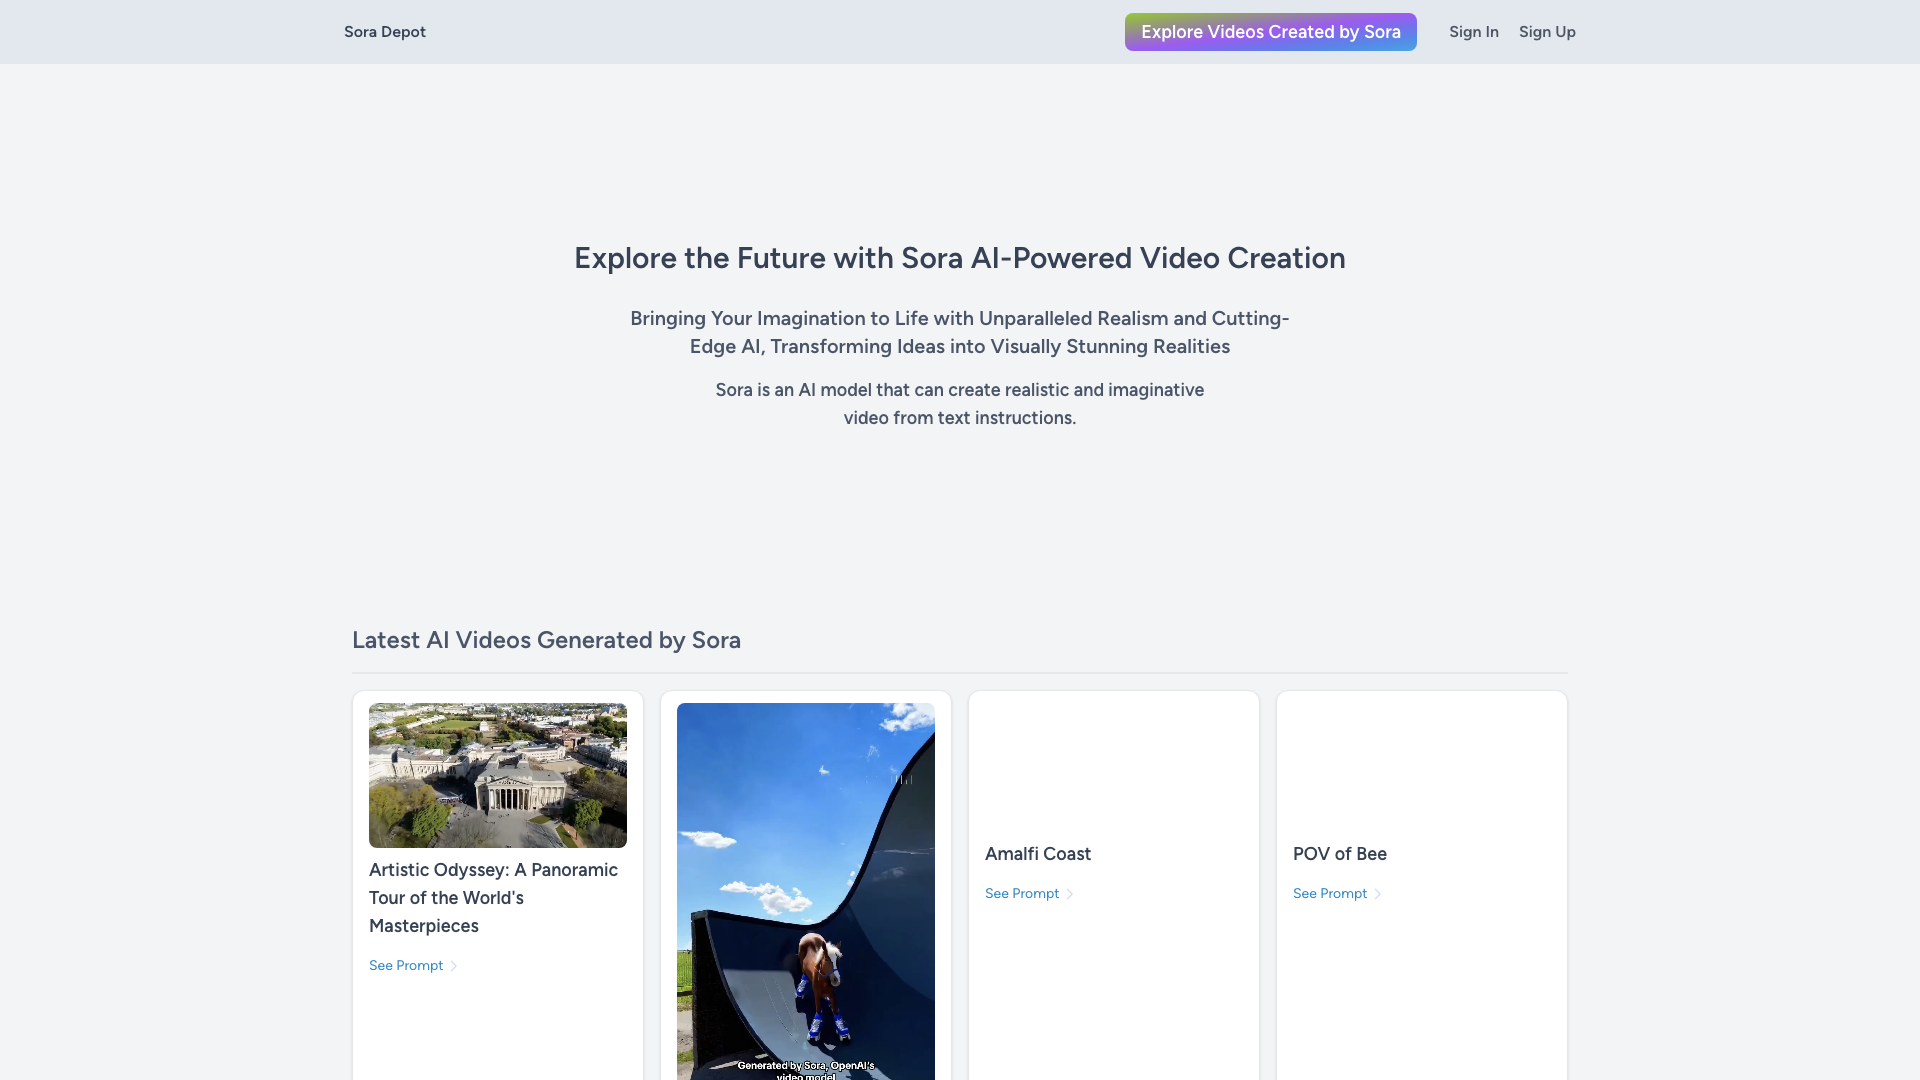 Sora Depot
Explore Videos Created by Sora
Sign In
Sign Up
Explore the Future with Sora AI-Powered Video Creation
Bringing Your Imagination to Life with Unparalleled Realism and Cutting-
Edge AI, Transforming Ideas into Visually Stunning Realities
Sora is an AI model that can create realistic and imaginative
video from text instructions.
Latest AI Videos Generated by Sora
Artistic Odyssey: A Panoramic
Tour of the World's
Masterpieces
See Prompt
Generated by Sora, OpenAI's
video model
Amalfi Coast
See Prompt
POV of Bee
See Prompt